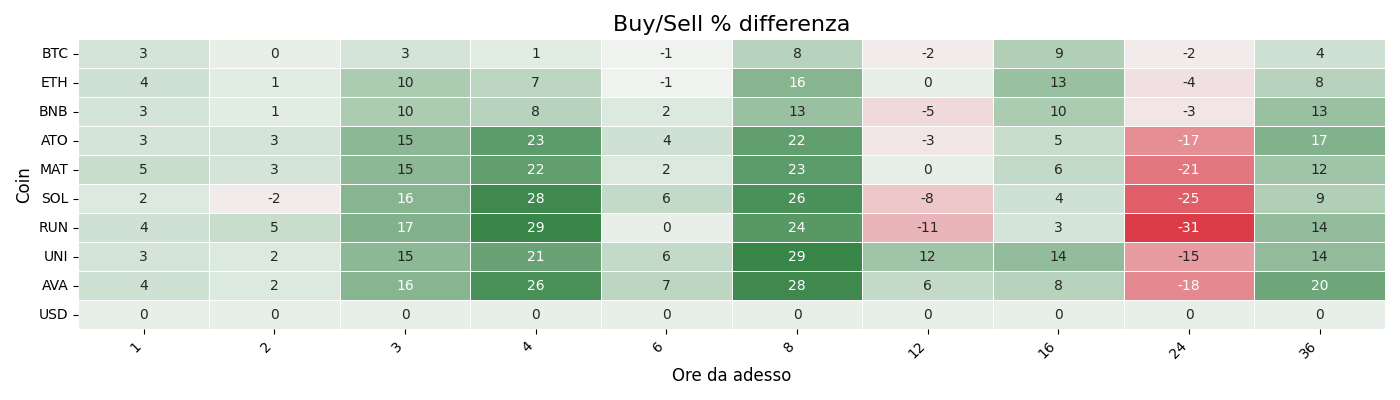 Buy/Sell % differenza
Coin
BTC 3 0 3 1 -1 8 -2 9 -2 4
ETH 4 1 10 7 -1 16 0 13 -4 8
BNB 3 1 10 8 2 13 -5 10 -3 13
ATO 3 3 15 23 4 22 -3 5 -17 17
MAT 5 3 15 22 2 23 0 6 -21 12
SOL 2 -2 16 28 6 26 -8 4 -25 9
RUN 4 5 17 29 0 24 -11 3 -31 14
UNI 3 2 15 21 6 29 12 14 -15 14
AVA 4 2 16 26 7 28 6 8 -18 20
USD 0 0 0 0 0 0 0 0 0 0
1 2 3 4 6 8 12 16 24 36
Ore da adesso